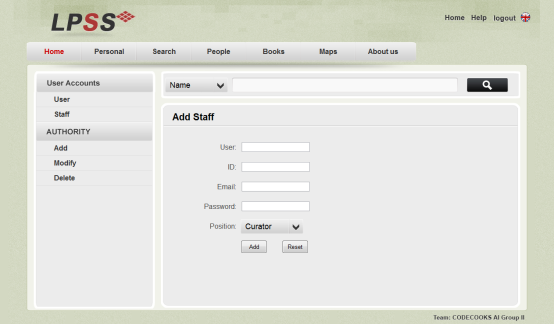 LPSS
Home Help logout
Home Personal Search People Books Maps About us
User Accounts
User
Staff
AUTHORITY
Add
Modify
Delete
Name
Add Staff
User:
ID:
Email:
Password:
Position: Curator
Add Reset
Team: CODECOOKS AI Group II